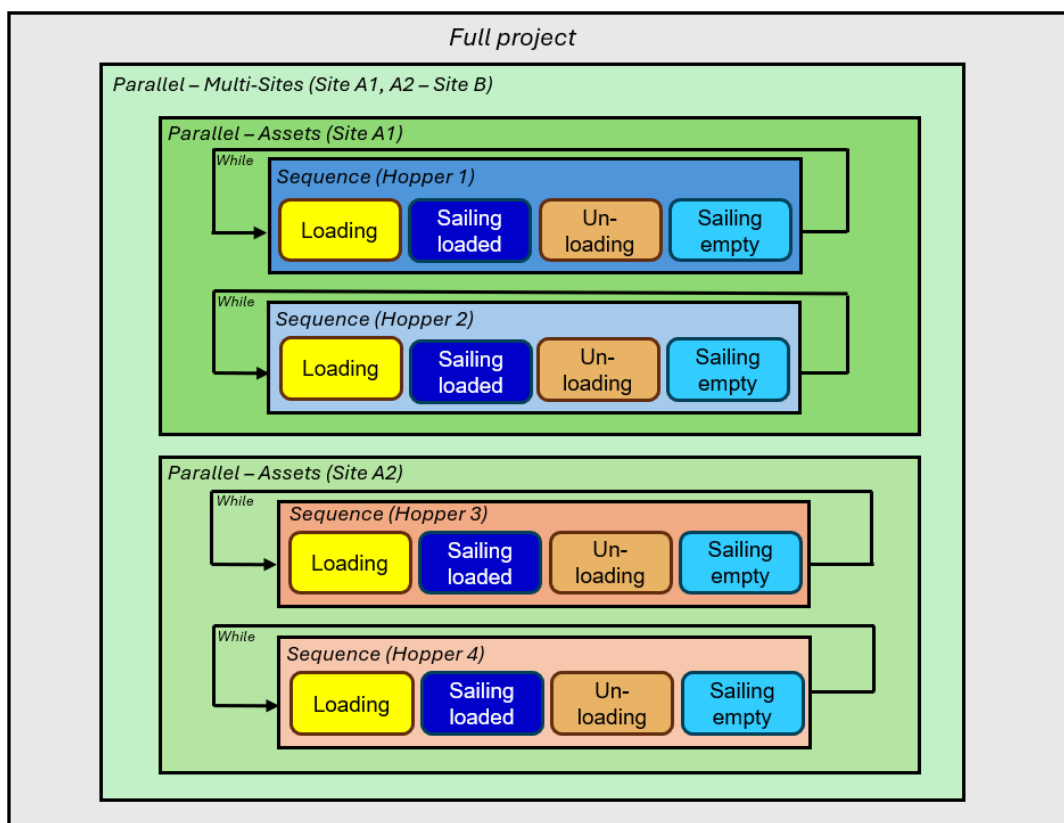 Full project
Parallel – Multi-Sites (Site A1, A2 – Site B)
Parallel – Assets (Site A1)
While
Sequence (Hopper 1)
Loading
Sailing
loaded
Un-
loading
Sailing
empty
While
Sequence (Hopper 2)
Loading
Sailing
loaded
Un-
loading
Sailing
empty
Parallel – Assets (Site A2)
While
Sequence (Hopper 3)
Loading
Sailing
loaded
Un-
loading
Sailing
empty
While
Sequence (Hopper 4)
Loading
Sailing
loaded
Un-
loading
Sailing
empty